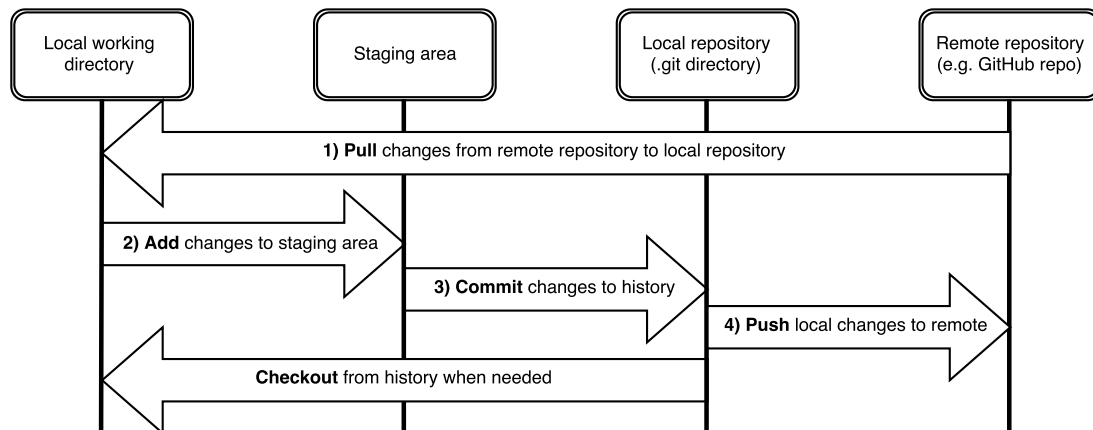 Local working
directory
Staging area
Local repository
(.git directory)
Remote repository
(e.g. GitHub repo)
1) Pull changes from remote repository to local repository
2) Add changes to staging area
3) Commit changes to history
4) Push local changes to remote
Checkout from history when needed